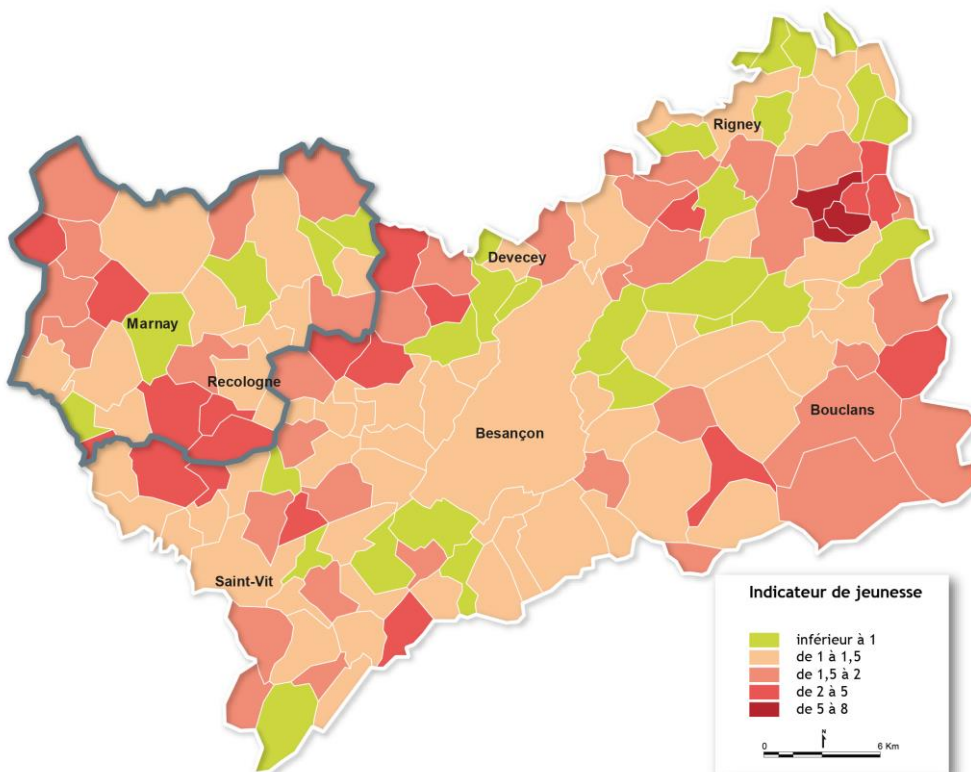 Rigney
Devecey
Marnay
Recologne
Bouclans
Besançon
Saint-Vit
Indicateur de jeunesse
inférieur à 1
de 1 à 1,5
de 1,5 à 2
de 2 à 5
de 5 à 8
N
0 6 Km